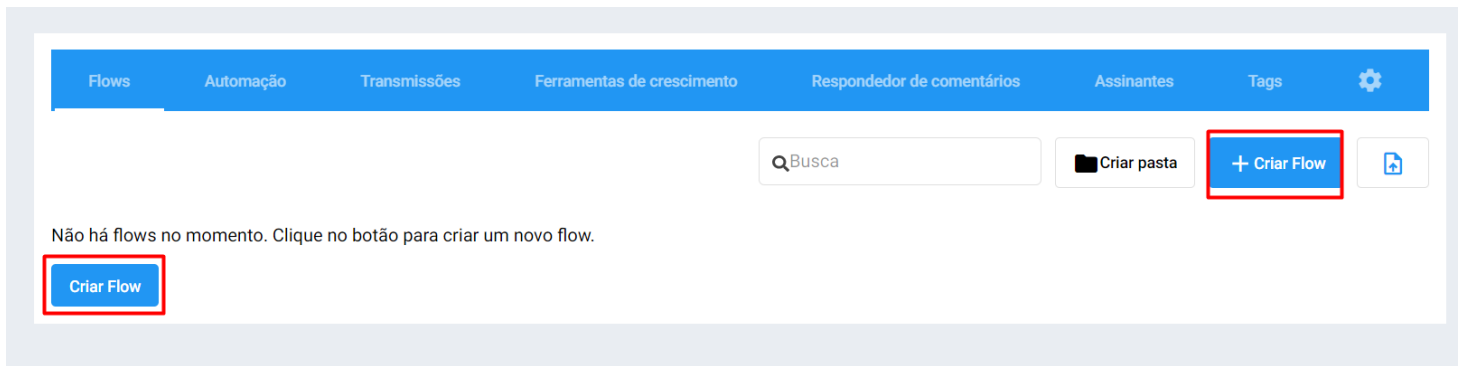 Flows Automação Transmissões Ferramentas de crescimento Respondedor de comentários Assinantes Tags
Busca Criar pasta + Criar Flow
Não há flows no momento. Clique no botão para criar um novo flow.
Criar Flow